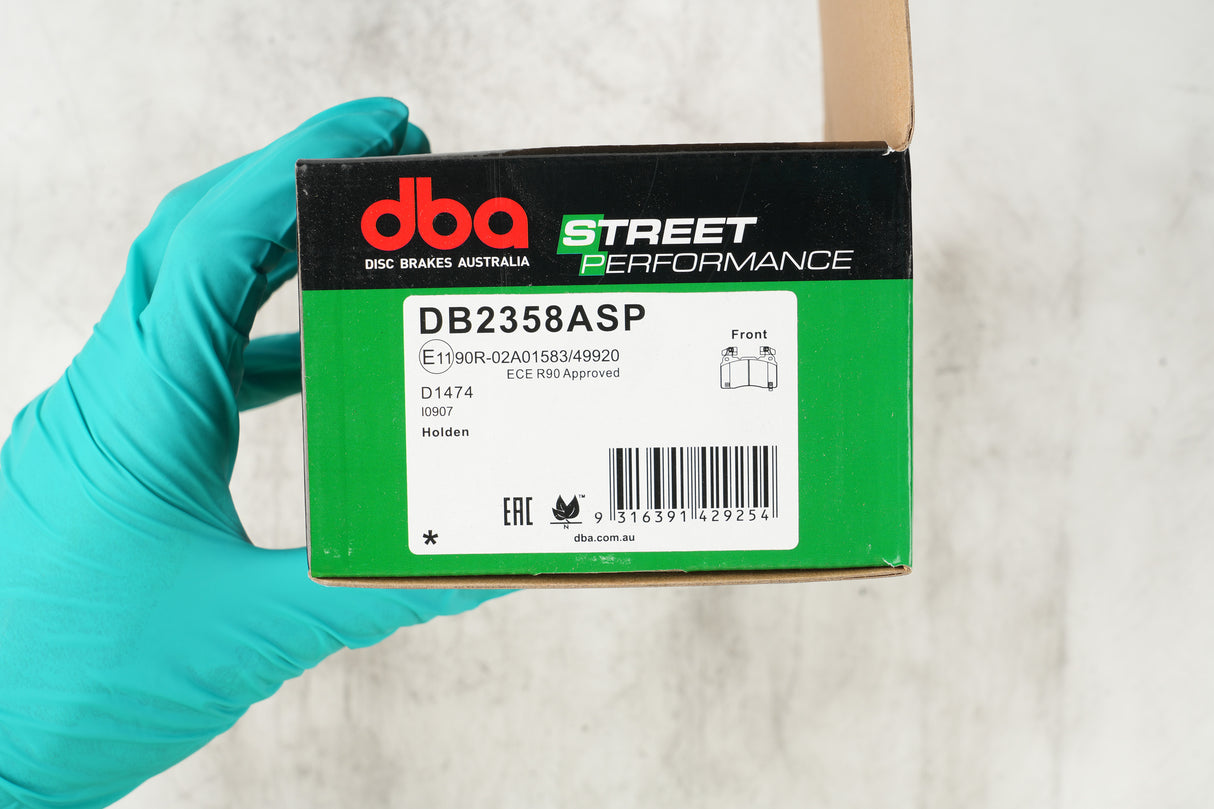 dba
DISC BRAKES AUSTRALIA
STREET
PERFORMANCE
DB2358ASP
E11 90R-02A01583/49920
ECE R90 Approved
D1474
I0907
Holden
Front
EAC
N
™
9 316391 429254
*
dba.com.au